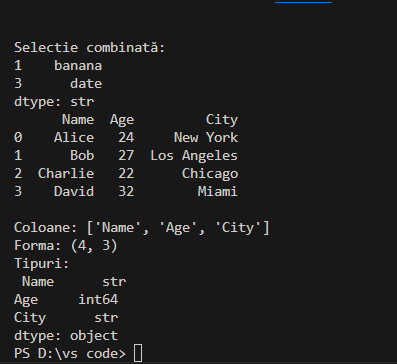 Selectie combinată:
1    banana
3      date
dtype: str
      Name  Age         City
0    Alice   24     New York
1      Bob   27  Los Angeles
2  Charlie   22      Chicago
3    David   32        Miami
Coloane: ['Name', 'Age', 'City']
Forma: (4, 3)
Tipuri:
 Name      str
Age     int64
City      str
dtype: object
PS D:\vs code>